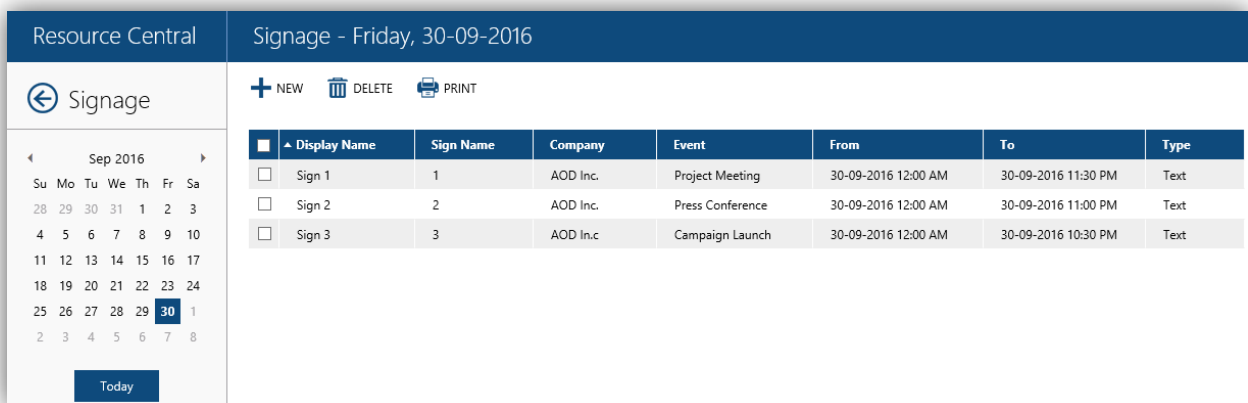 Resource Central
Signage - Friday, 30-09-2016
Signage
NEW DELETE PRINT
Sep 2016
Su Mo Tu We Th Fr Sa
28 29 30 31 1 2 3
4 5 6 7 8 9 10
11 12 13 14 15 16 17
18 19 20 21 22 23 24
25 26 27 28 29 30 1
2 3 4 5 6 7 8
Today
Display Name Sign Name Company Event From To Type
Sign 1 1 AOD Inc. Project Meeting 30-09-2016 12:00 AM 30-09-2016 11:30 PM Text
Sign 2 2 AOD Inc. Press Conference 30-09-2016 12:00 AM 30-09-2016 11:00 PM Text
Sign 3 3 AOD In.c Campaign Launch 30-09-2016 12:00 AM 30-09-2016 10:30 PM Text